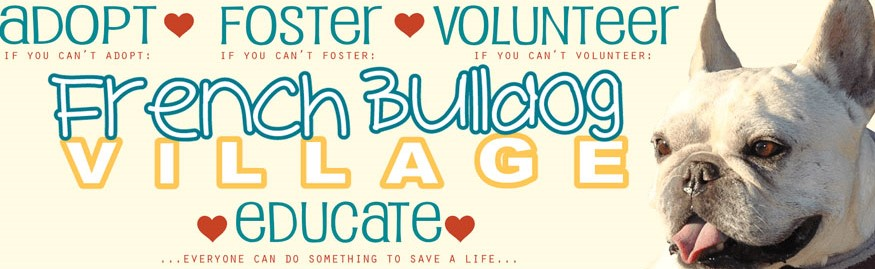 aDOPT FOSTer VOLUNTeer
IF YOU CAN'T ADOPT: IF YOU CAN'T FOSTER: IF YOU CAN'T VOLUNTEER:
French Bulldog
VILLAGE
eDUCaTe
...EVERYONE CAN DO SOMETHING TO SAVE A LIFE...